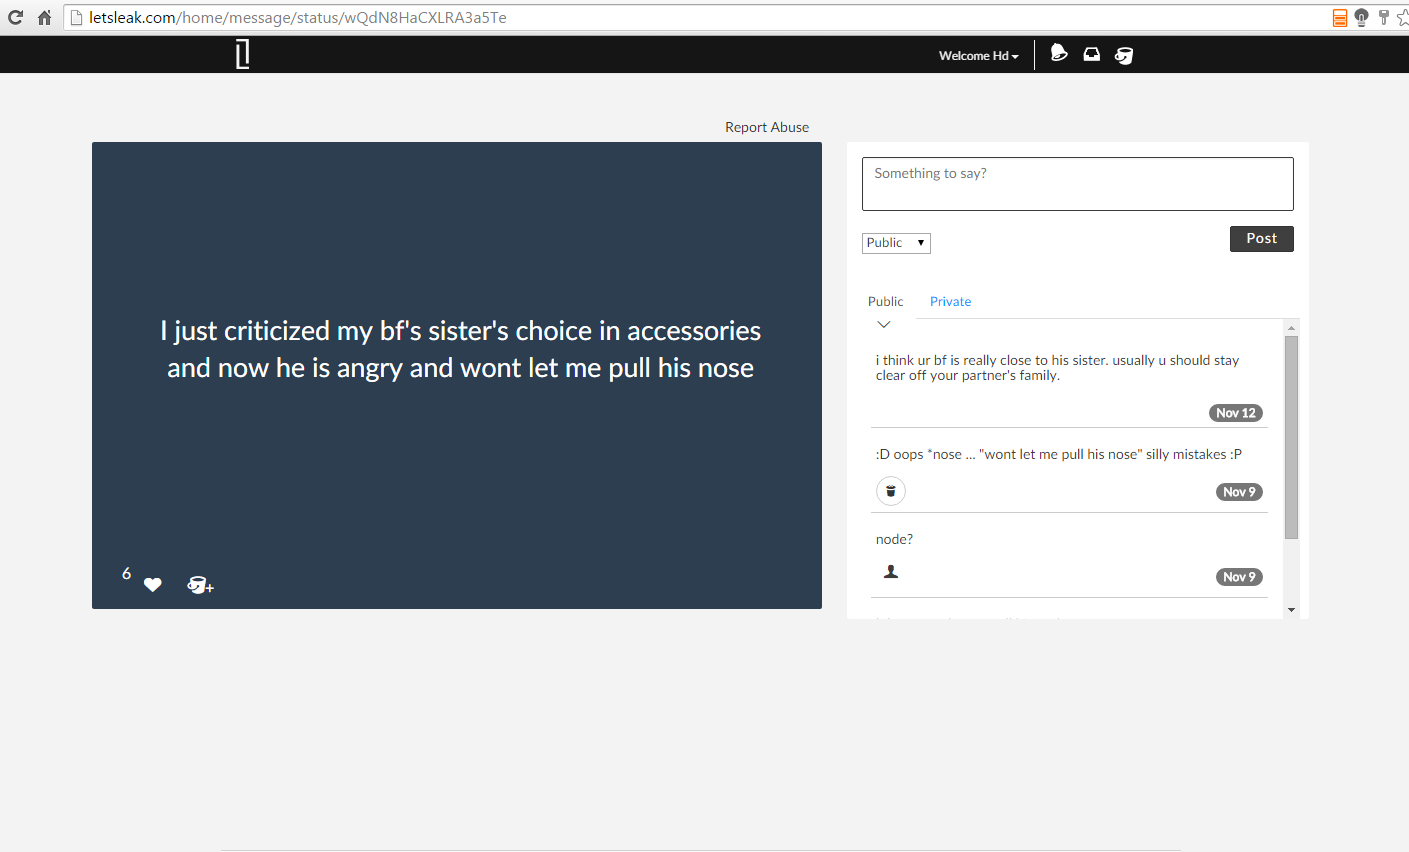 letsleak.com/home/message/status/wQdN8HaCXLRA3a5Te
Welcome Hd
Report Abuse
I just criticized my bf's sister's choice in accessories
and now he is angry and wont let me pull his nose
6
Something to say?
Public
Post
Public Private
i think ur bf is really close to his sister. usually u should stay
clear off your partner's family.
Nov 12
:D oops *nose ... "wont let me pull his nose" silly mistakes :P
Nov 9
node?
Nov 9